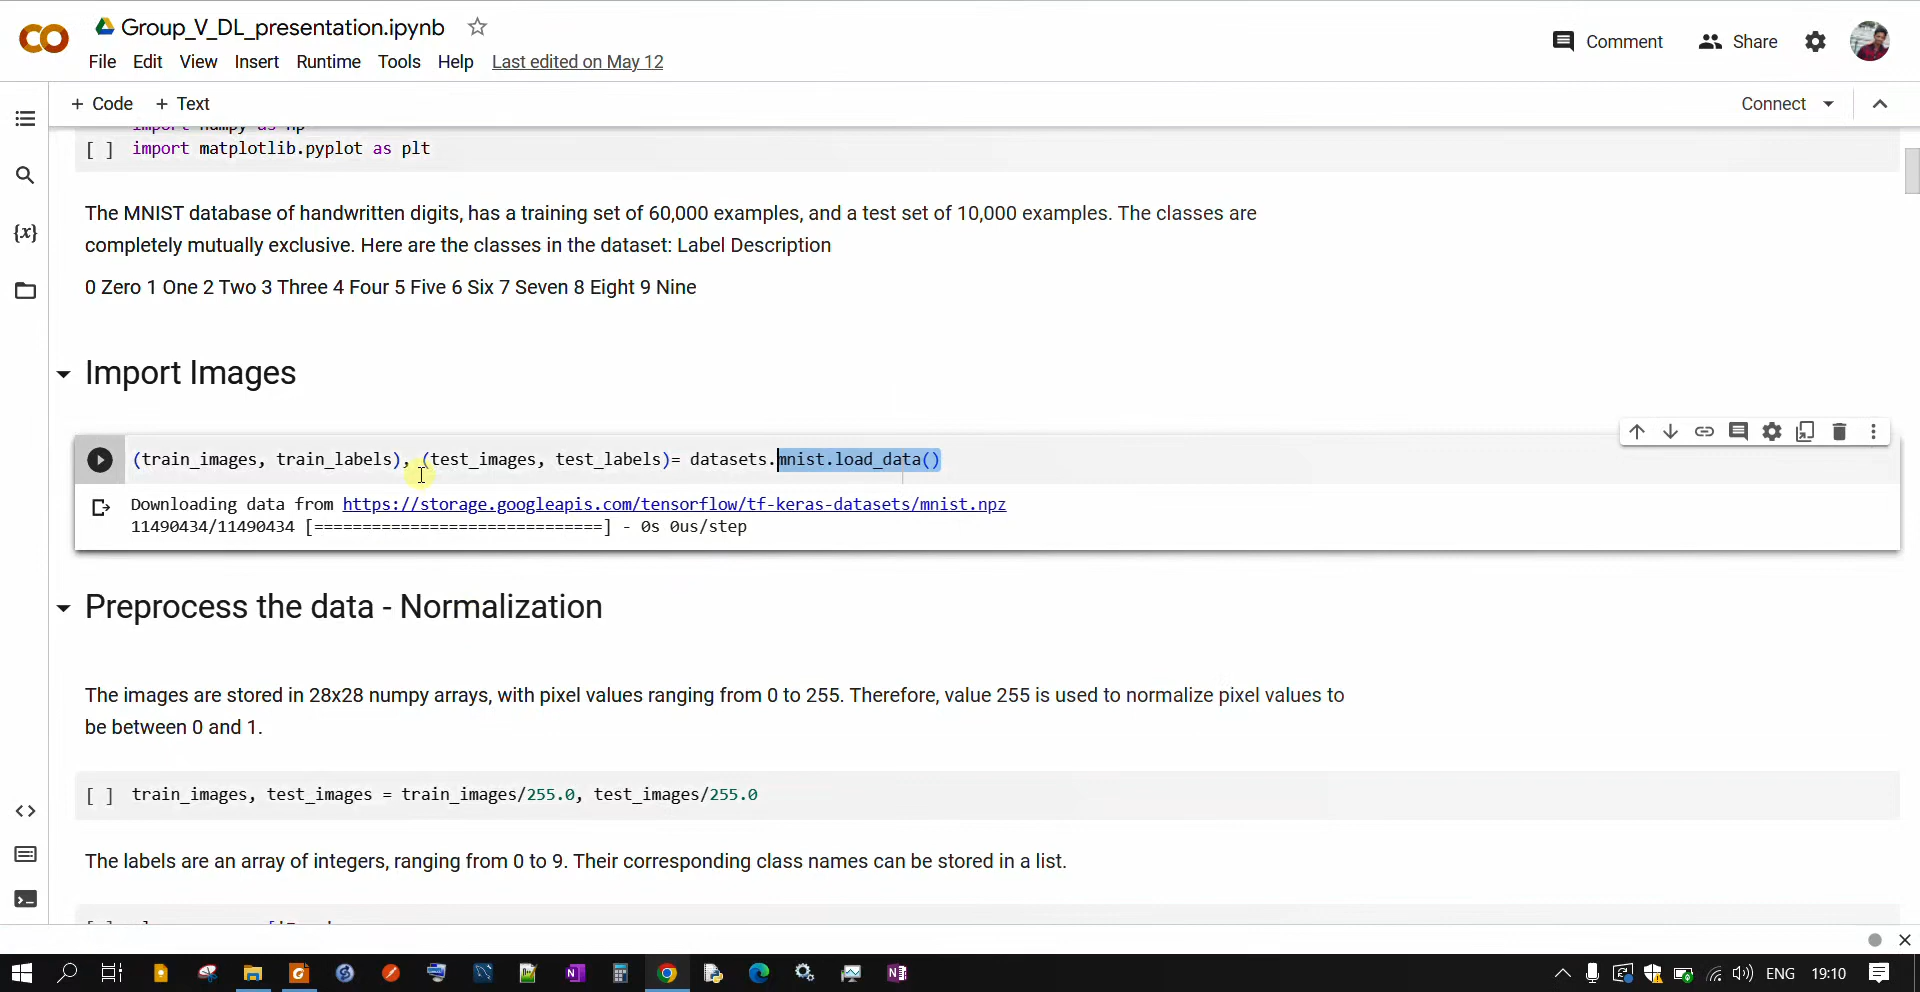 Group_V_DL_presentation.ipynb
Comment
Share
File Edit View Insert Runtime Tools Help Last edited on May 12
+ Code + Text
Connect
import numpy as np
[ ] import matplotlib.pyplot as plt
{x}
The MNIST database of handwritten digits, has a training set of 60,000 examples, and a test set of 10,000 examples. The classes are
completely mutually exclusive. Here are the classes in the dataset: Label Description
0 Zero 1 One 2 Two 3 Three 4 Four 5 Five 6 Six 7 Seven 8 Eight 9 Nine
Import Images
(train_images, train_labels), (test_images, test_labels)= datasets.mnist.load_data()
Downloading data from https://storage.googleapis.com/tensorflow/tf-keras-datasets/mnist.npz
11490434/11490434 [==============================] - 0s 0us/step
Preprocess the data - Normalization
The images are stored in 28x28 numpy arrays, with pixel values ranging from 0 to 255. Therefore, value 255 is used to normalize pixel values to
be between 0 and 1.
[ ] train_images, test_images = train_images/255.0, test_images/255.0
The labels are an array of integers, ranging from 0 to 9. Their corresponding class names can be stored in a list.
ENG 19:10